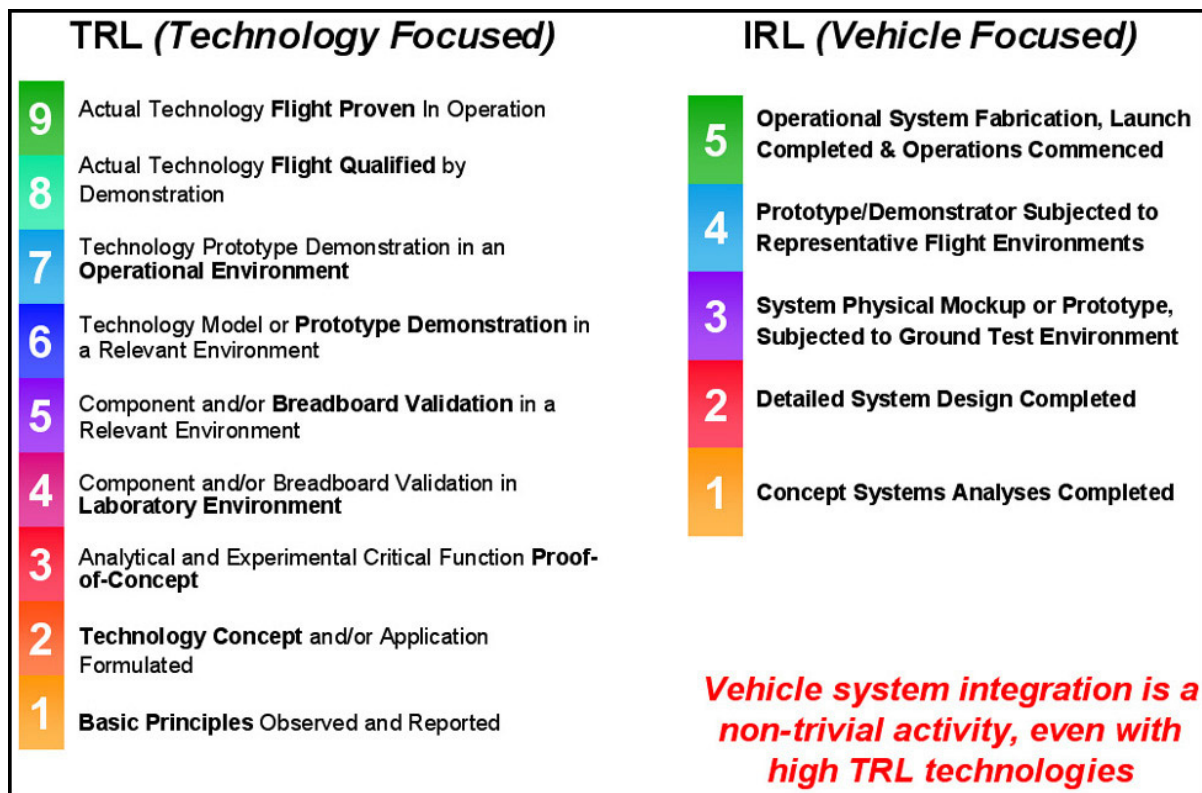 TRL (Technology Focused)
9
Actual Technology Flight Proven In Operation
8
Actual Technology Flight Qualified by
Demonstration
7
Technology Prototype Demonstration in an
Operational Environment
6
Technology Model or Prototype Demonstration in
a Relevant Environment
5
Component and/or Breadboard Validation in a
Relevant Environment
4
Component and/or Breadboard Validation in
Laboratory Environment
3
Analytical and Experimental Critical Function Proof-
of-Concept
2
Technology Concept and/or Application
Formulated
1
Basic Principles Observed and Reported
IRL (Vehicle Focused)
5
Operational System Fabrication, Launch
Completed & Operations Commenced
4
Prototype/Demonstrator Subjected to
Representative Flight Environments
3
System Physical Mockup or Prototype,
Subjected to Ground Test Environment
2
Detailed System Design Completed
1
Concept Systems Analyses Completed
Vehicle system integration is a
non-trivial activity, even with
high TRL technologies